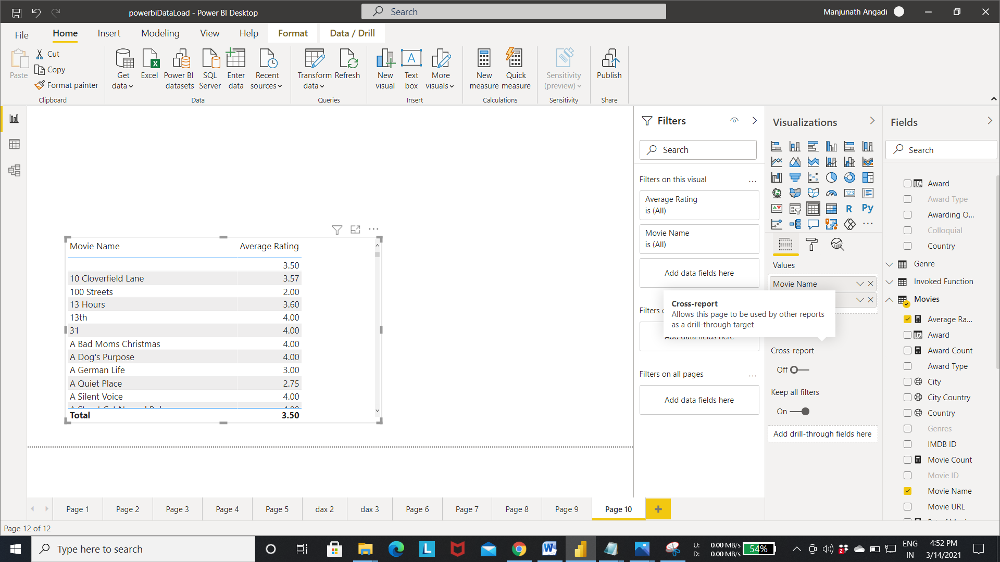 powerbiDataLoad - Power BI Desktop
Search
Manjunath Angadi
File
Home
Insert
Modeling
View
Help
Format
Data / Drill
Paste
Cut
Copy
Format painter
Clipboard
Get data
Excel
Power BI datasets
SQL Server
Enter data
Recent sources
Data
Transform data
Refresh
Queries
New visual
Text box
More visuals
Insert
New measure
Quick measure
Calculations
Sensitivity (preview)
Sensitivity
Publish
Share
Movie Name Average Rating
3.50
10 Cloverfield Lane 3.57
100 Streets 2.00
13 Hours 3.60
13th 4.00
31 4.00
A Bad Moms Christmas 4.00
A Dog's Purpose 4.00
A German Life 3.00
A Quiet Place 2.75
A Silent Voice 4.00
Total 3.50
Filters
Search
Filters on this visual ...
Average Rating
is (All)
Movie Name
is (All)
Add data fields here
Filters
Filters on all pages ...
Add data fields here
Visualizations
123
R
Py
Values
Movie Name
Cross-report
Allows this page to be used by other reports
as a drill-through target
Cross-report
Off
Keep all filters
On
Add drill-through fields here
Fields
Search
Award
Award Type
Awarding O...
Colloquial
Country
Genre
Invoked Function
Movies
Average Ra...
Award
Award Count
Award Type
City
City Country
Country
Genres
IMDB ID
Movie Count
Movie ID
Movie Name
Movie URL
Page 1
Page 2
Page 3
Page 4
Page 5
dax 2
dax 3
Page 6
Page 7
Page 8
Page 9
Page 10
Page 12 of 12
Type here to search
U: 0.00 MB/s
D: 0.00 MB/s
54%
ENG
IN
4:52 PM
3/14/2021